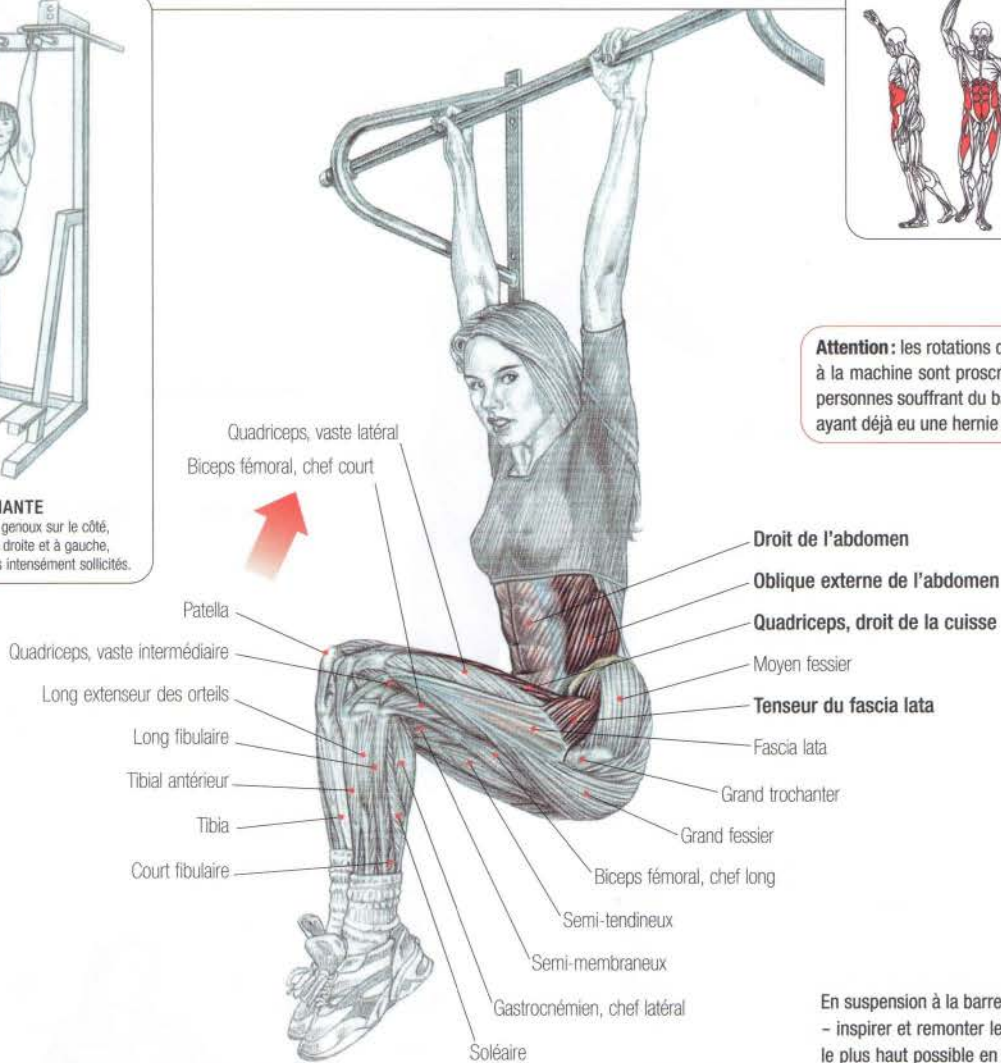 Attention : les rotations
à la machine sont
personnes souffrant du
ayant déjà eu une hernie
genoux sur le côté,
droite et à gauche,
intensément sollicités.
Quadriceps, vaste latéral
Biceps fémoral, chef court
Patella
Quadriceps, vaste intermédiaire
Long extenseur des orteils
Long fibulaire
Tibial antérieur
Tibia
Court fibulaire
Droit de l'abdomen
Oblique externe de l'abdomen
Quadriceps, droit de la cuisse
Moyen fessier
Tenseur du fascia lata
Fascia lata
Grand trochanter
Grand fessier
Biceps fémoral, chef long
Semi-tendineux
Semi-membraneux
Gastrocnémien, chef latéral
Soléaire
En suspension à la barre
– inspirer et remonter
le plus haut possible en